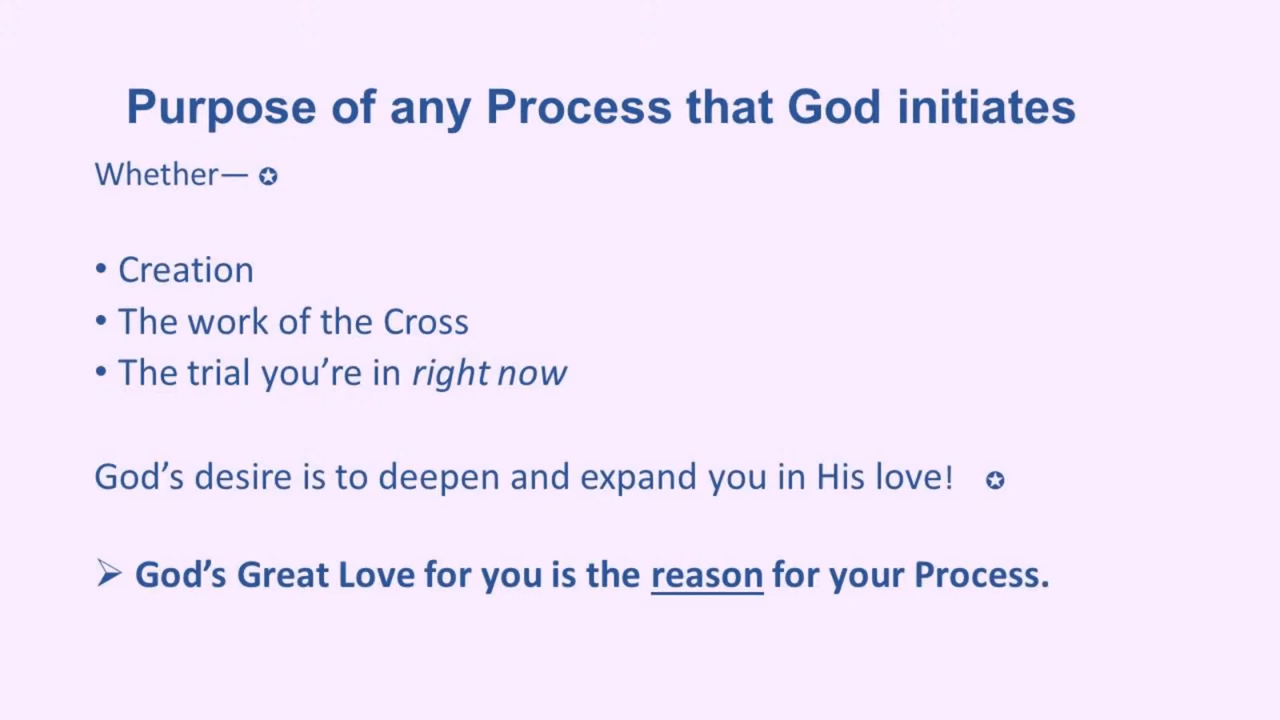 Purpose of any Process that God initiates
Whether— ✪
• Creation
• The work of the Cross
• The trial you’re in right now
God’s desire is to deepen and expand you in His love! ✪
➢ God’s Great Love for you is the reason for your Process.